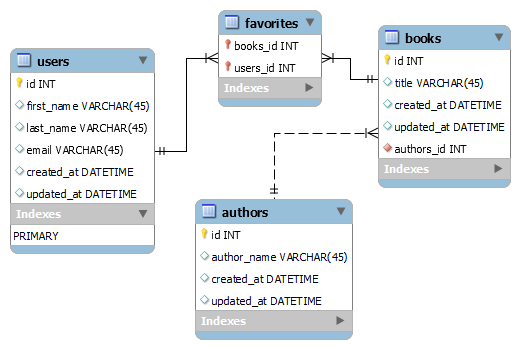 users
id INT
first_name VARCHAR(45)
last_name VARCHAR(45)
email VARCHAR(45)
created_at DATETIME
updated_at DATETIME
Indexes
PRIMARY
favorites
books_id INT
users_id INT
Indexes
books
id INT
title VARCHAR(45)
created_at DATETIME
updated_at DATETIME
authors_id INT
Indexes
authors
id INT
author_name VARCHAR(45)
created_at DATETIME
updated_at DATETIME
Indexes